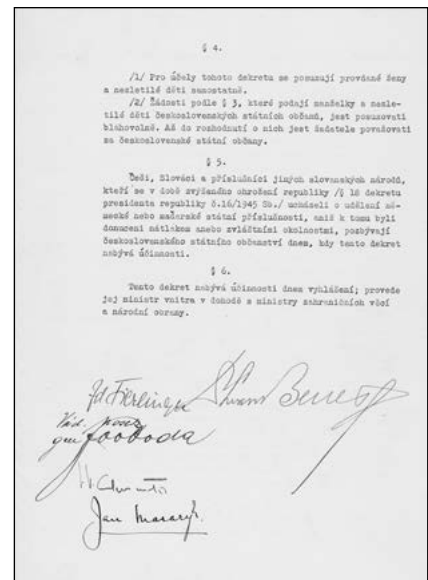 § 4.
/1/ Pro účely tohoto dekretu se posuzují provdané ženy
a nezletilé děti samostatně.
/2/ Žádosti podle § 3, které podají manželky a nezle-
tilé děti československých státních občanů, jest posuzovati
blahovolně. Až do rozhodnutí o nich jest žadatele považovati
za československé státní občany.
§ 5.
Češi, Slováci a příslušníci jiných slovanských národů,
kteří se v době zvýšeného ohrožení republiky /§ 18 dekretu
presidenta republiky č.16/1945 Sb./ ucházeli o udělení ně-
mecké nebo maďarské státní příslušnosti, aniž k tomu byli
donuceni nátlakem anebo zvláštními okolnostmi, pozbývají
československého státního občanství dnem, kdy tento dekret
nabývá účinnosti.
§ 6.
Tento dekret nabývá účinnosti dnem vyhlášení; provede
jej ministr vnitra v dohodě s ministry zahraničních věcí
a národní obrany.
Zd Fierlinger Beneš
gen Svoboda
Jan Masaryk